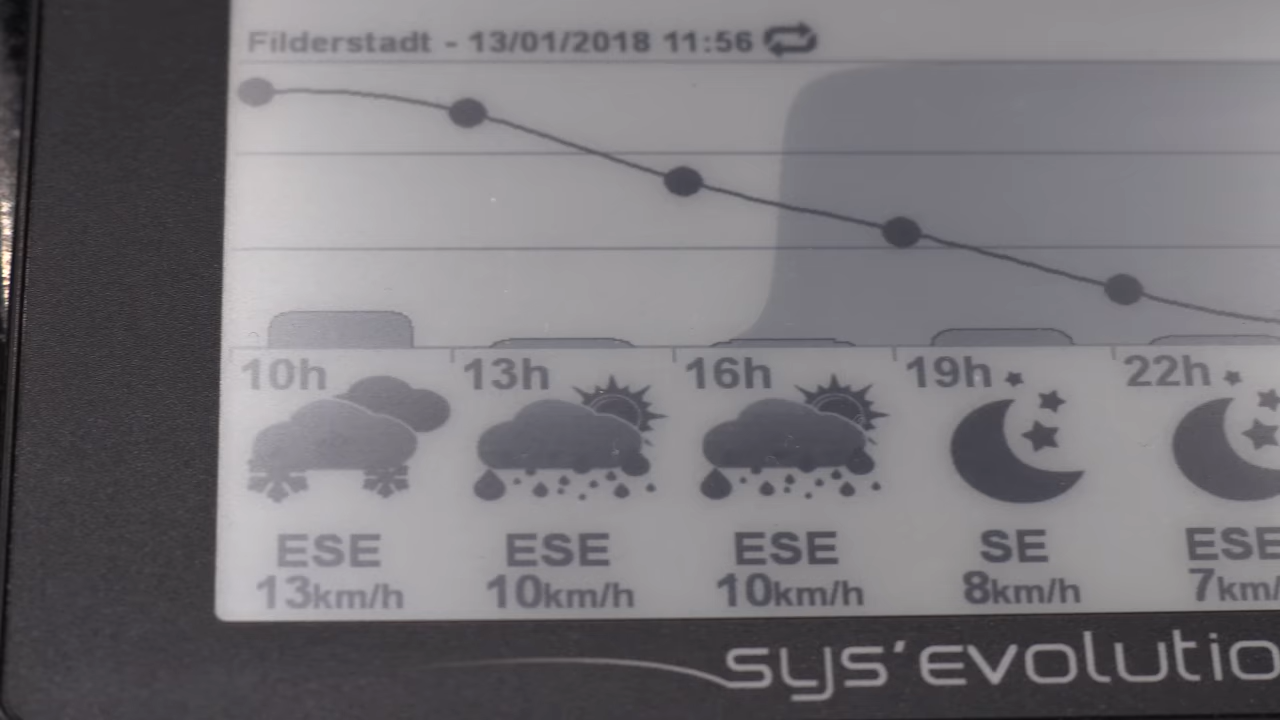 Filderstadt - 13/01/2018 11:56
10h 13h 16h 19h 22h
ESE ESE ESE SE ESE
13km/h 10km/h 10km/h 8km/h 7km/
sys'evolutio